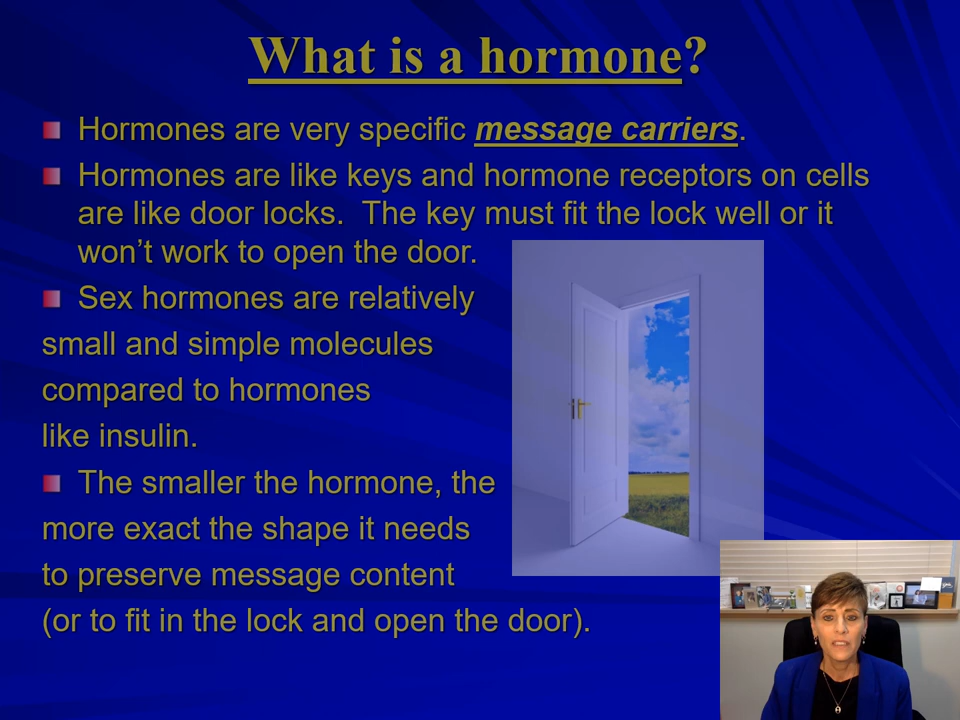 What is a hormone?
Hormones are very specific message carriers.
Hormones are like keys and hormone receptors on cells
are like door locks.  The key must fit the lock well or it
won’t work to open the door.
Sex hormones are relatively
small and simple molecules
compared to hormones
like insulin.
The smaller the hormone, the
more exact the shape it needs
to preserve message content
(or to fit in the lock and open the door).